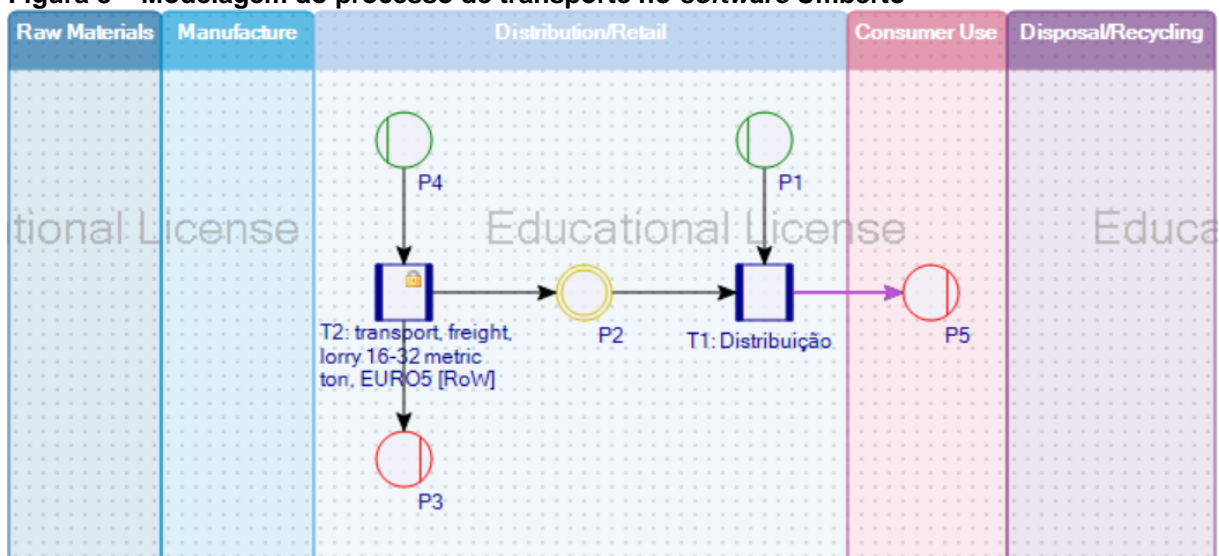 Figura 3 – Modelagem do processo de transporte no software Umberto
Raw Materials
Manufacture
Distribution/Retail
Consumer Use
Disposal/Recycling
P4
P1
tional License
Educational License
Educa
T2: transport, freight,
lorry 16-32 metric
ton, EURO5 [RoW]
P2
T1: Distribuição
P5
P3